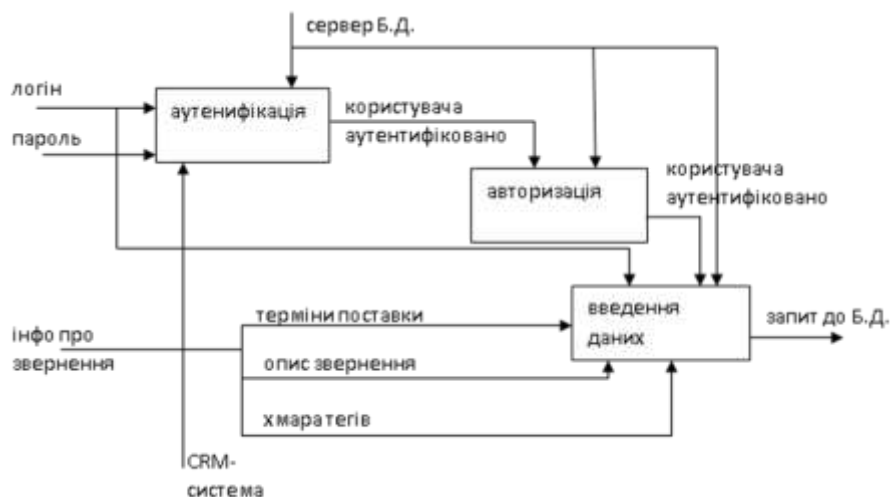 сервер Б.Д.
логін
аутенифікація
користувача
аутентифіковано
пароль
користувача
аутентифіковано
авторизація
терміни поставки
введення
даних
запит до Б.Д.
інфо про
звернення
опис звернення
хмара тегів
CRM-
система